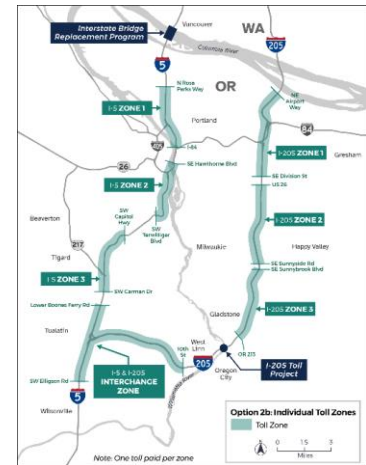 Interstate Bridge
Replacement Program
Vancouver
WA
205
Columbia River
5
N Rosa
Parks Way
OR
NE
Airport
Way
I-5 ZONE 1
Portland
84
I-84
405
I-205 ZONE 1
Gresham
26
SE Hawthorne Blvd
SE Division St
US 26
I-5 ZONE 2
Beaverton
SW
Capitol
Hwy
SW
Terwilliger
Blvd
I-205 ZONE 2
217
Milwaukie
Happy Valley
Tigard
I-5 ZONE 3
SE Sunnyside Rd
SE Sunnybrook Blvd
SW Carman Dr
Lower Boones Ferry Rd
Gladstone
I-205 ZONE 3
Tualatin
West
Linn
10th
St
OR 213
205
Oregon
City
I-205 Toll
Project
I-5 & I-205
INTERCHANGE
ZONE
SW Elligsen Rd
5
Wilsonville
Option 2b: Individual Toll Zones
Toll Zone
0
1.5
3
Miles
Note: One toll paid per zone